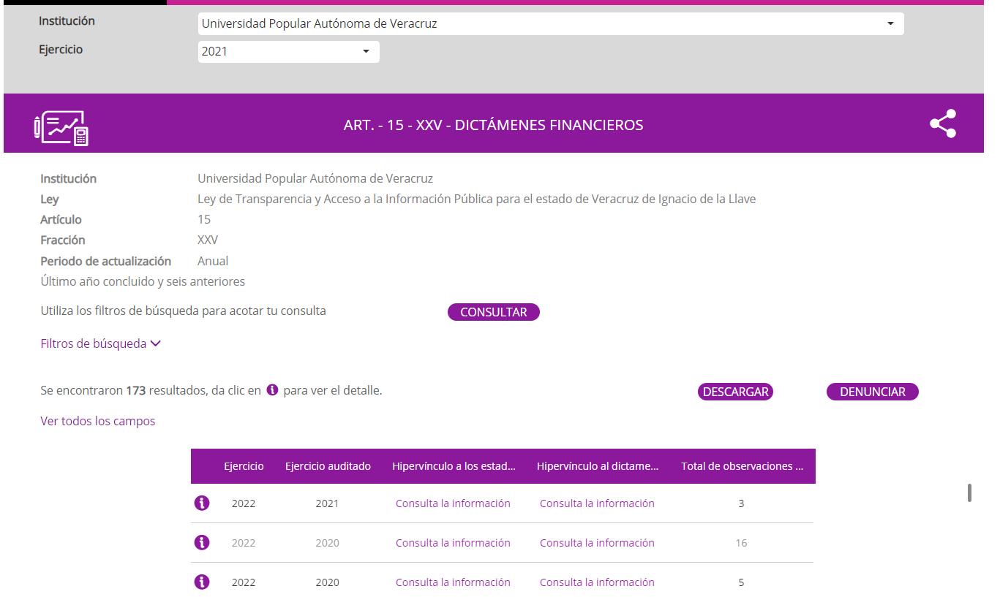 Institución Universidad Popular Autónoma de Veracruz
Ejercicio 2021
ART. - 15 - XXV - DICTÁMENES FINANCIEROS
Institución Universidad Popular Autónoma de Veracruz
Ley Ley de Transparencia y Acceso a la Información Pública para el estado de Veracruz de Ignacio de la Llave
Artículo 15
Fracción XXV
Periodo de actualización Anual
Último año concluido y seis anteriores
Utiliza los filtros de búsqueda para acotar tu consulta CONSULTAR
Filtros de búsqueda
Se encontraron 173 resultados, da clic en i para ver el detalle. DESCARGAR DENUNCIAR
Ver todos los campos
Ejercicio Ejercicio auditado Hipervínculo a los estad... Hipervínculo al dictame... Total de observaciones ...
i 2022 2021 Consulta la información Consulta la información 3
i 2022 2020 Consulta la información Consulta la información 16
i 2022 2020 Consulta la información Consulta la información 5